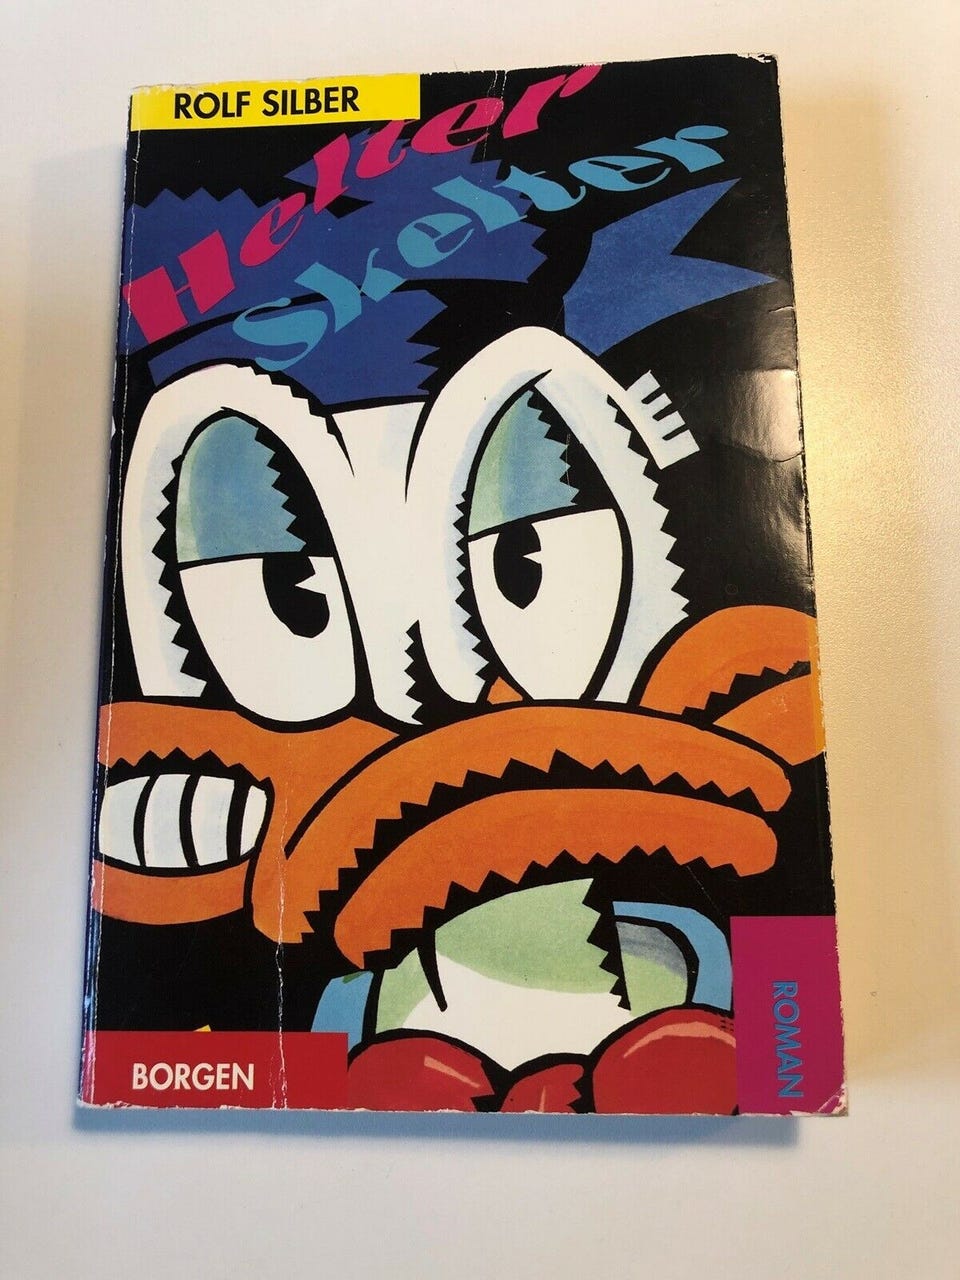 ROLF SILBER
Helter
Skelter
ROMAN
BORGEN